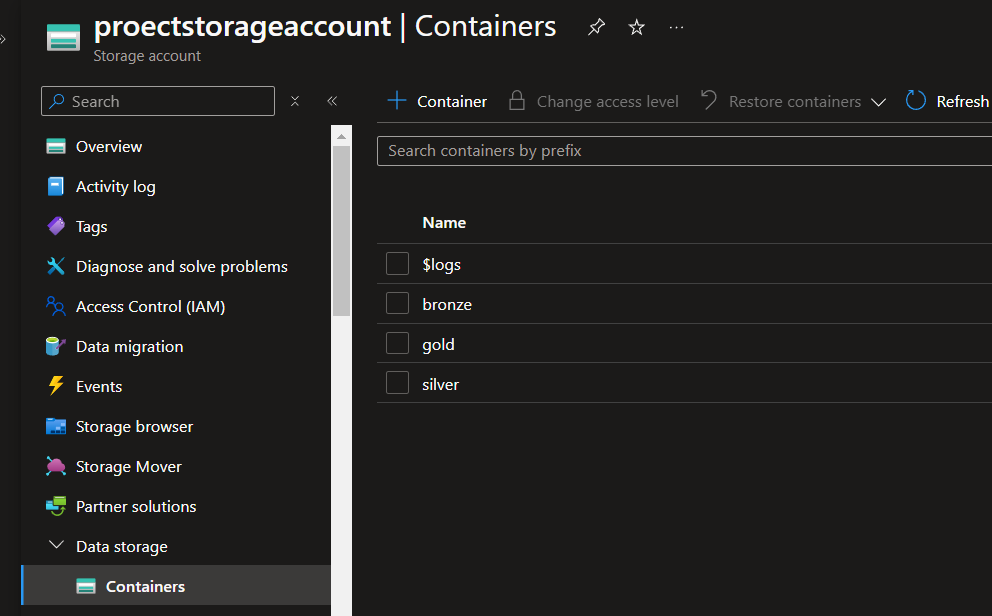 proectstorageaccount | Containers
Storage account
Search
Container
Change access level
Restore containers
Refresh
Search containers by prefix
Overview
Activity log
Tags
Diagnose and solve problems
Access Control (IAM)
Data migration
Events
Storage browser
Storage Mover
Partner solutions
Data storage
Containers
Name
$logs
bronze
gold
silver